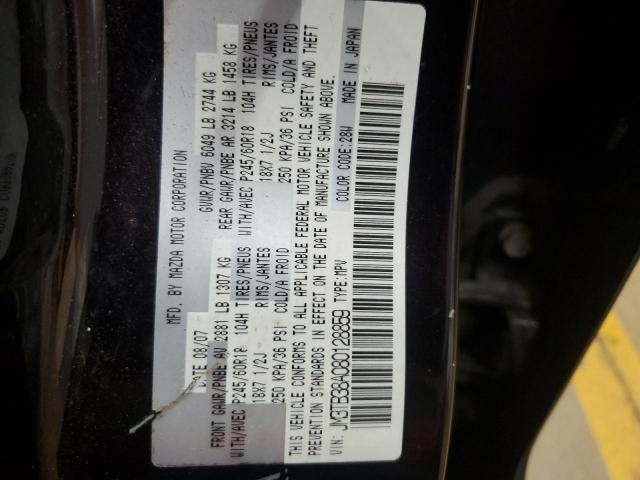 MFD. BY MAZDA MOTOR CORPORATION
DATE 08/07 GVWR/PNBV 6049 LB 2744 KG
FRONT GAWR/PNBE AV 2881 LB 1307 KG REAR GAWR/PNBE AR 3214 LB 1458 KG
WITH/AVEC P245/60R18 104H TIRES/PNEUS WITH/AVEC P245/60R18 104H TIRES/PNEUS
18X7 1/2J RIMS/JANTES 18X7 1/2J RIMS/JANTES
250 KPA/36 PSI COLD/A FROID 250 KPA/36 PSI COLD/A FROID
THIS VEHICLE CONFORMS TO ALL APPLICABLE FEDERAL MOTOR VEHICLE SAFETY AND THEFT
PREVENTION STANDARDS IN EFFECT ON THE DATE OF MANUFACTURE SHOWN ABOVE.
VIN: JM3TB38A080128859 TYPE:MPV COLOR CODE:28W MADE IN JAPAN